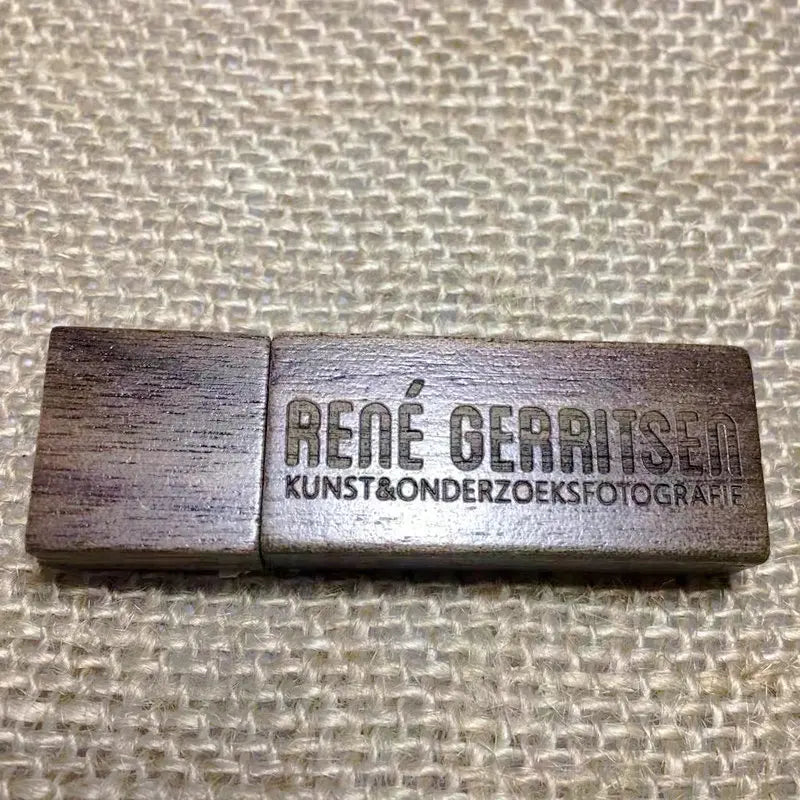 RENÉ GERRITSEN
KUNST&ONDERZOEKSFOTOGRAFIE